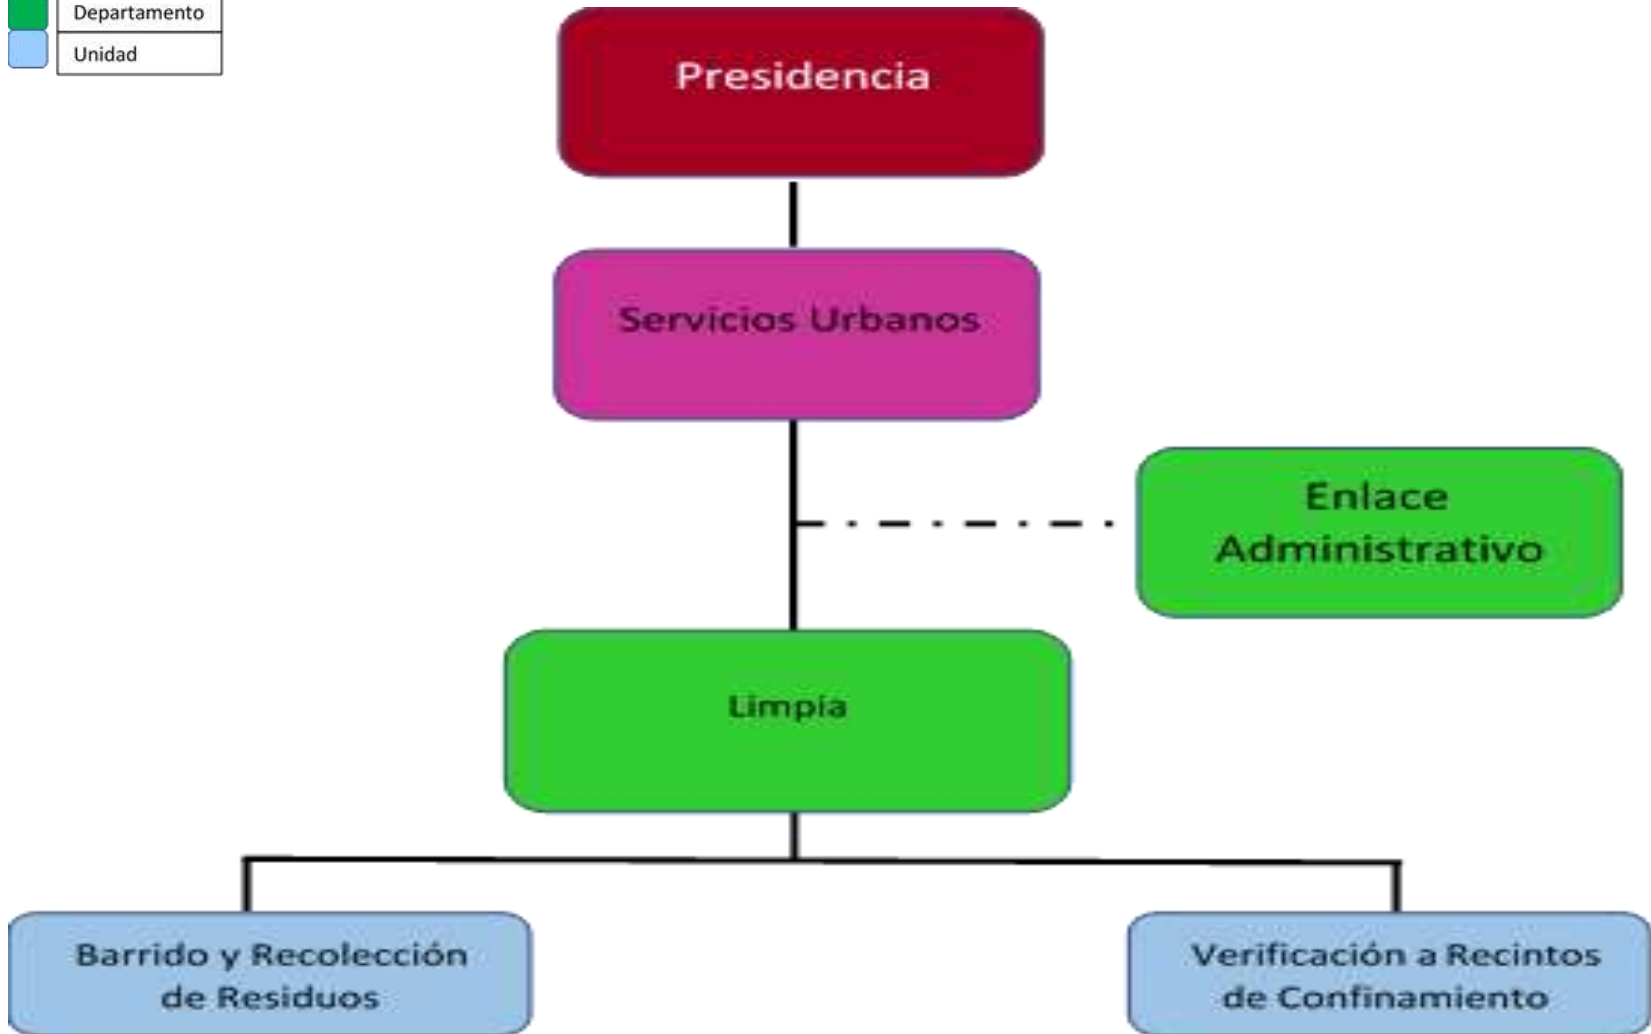 Departamento
Unidad
Presidencia
Servicios Urbanos
Enlace
Administrativo
Limpia
Barrido y Recolección
de Residuos
Verificación a Recintos
de Confinamiento